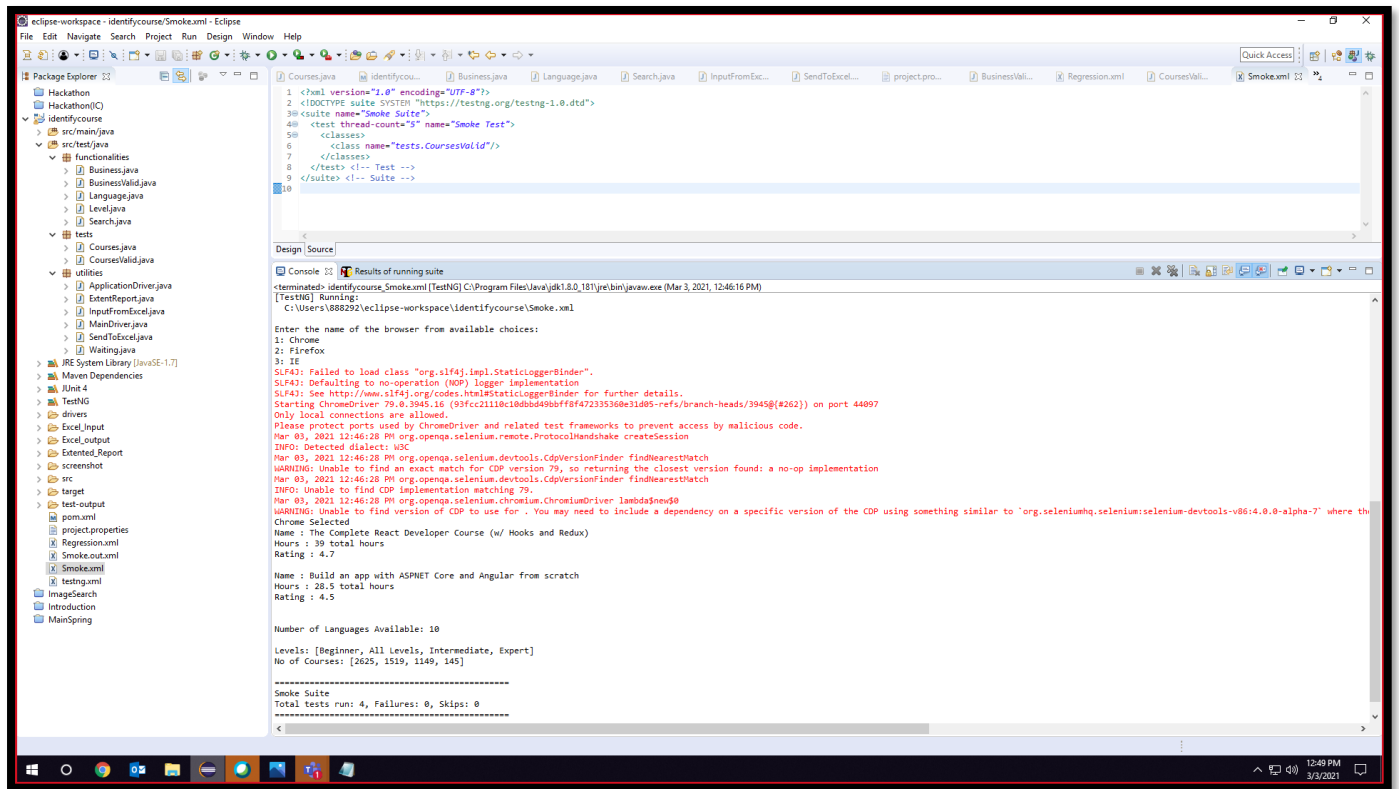 eclipse-workspace - identifycourse/Smoke.xml - Eclipse
File Edit Navigate Search Project Run Design Window Help
Quick Access
Package Explorer
Courses.java identifycou... Business.java Language.java Search.java InputFromExc... SendToExcel.... project.pro... BusinessVali... Regression.xml CoursesVali... Smoke.xml
Hackathon
Hackathon(IC)
identifycourse
src/main/java
src/test/java
functionalities
Business.java
BusinessValid.java
Language.java
Level.java
Search.java
tests
Courses.java
CoursesValid.java
utilities
ApplicationDriver.java
ExtentReport.java
InputFromExcel.java
MainDriver.java
SendToExcel.java
Waiting.java
JRE System Library [JavaSE-1.7]
Maven Dependencies
JUnit 4
TestNG
drivers
Excel_Input
Excel_output
Extented_Report
screenshot
src
target
test-output
pom.xml
project.properties
Regression.xml
Smoke.out.xml
Smoke.xml
testng.xml
ImageSearch
Introduction
MainSpring
1 <?xml version="1.0" encoding="UTF-8"?>
2 <!DOCTYPE suite SYSTEM "https://testng.org/testng-1.0.dtd">
3 <suite name="Smoke Suite">
4 <test thread-count="5" name="Smoke Test">
5 <classes>
6 <class name="tests.CoursesValid"/>
7 </classes>
8 </test> <!-- Test -->
9 </suite> <!-- Suite -->
10
Design Source
Console Results of running suite
<terminated> identifycourse_Smoke.xml [TestNG] C:\Program Files\Java\jdk1.8.0_181\jre\bin\javaw.exe (Mar 3, 2021, 12:46:16 PM)
[TestNG] Running:
C:\Users\888292\eclipse-workspace\identifycourse\Smoke.xml
Enter the name of the browser from available choices:
1: Chrome
2: Firefox
3: IE
SLF4J: Failed to load class "org.slf4j.impl.StaticLoggerBinder".
SLF4J: Defaulting to no-operation (NOP) logger implementation
SLF4J: See http://www.slf4j.org/codes.html#StaticLoggerBinder for further details.
Starting ChromeDriver 79.0.3945.16 (93fcc21110c10dbbd49bbff8f472335360e31d05-refs/branch-heads/3945@{#262}) on port 44097
Only local connections are allowed.
Please protect ports used by ChromeDriver and related test frameworks to prevent access by malicious code.
Mar 03, 2021 12:46:28 PM org.openqa.selenium.remote.ProtocolHandshake createSession
INFO: Detected dialect: W3C
Mar 03, 2021 12:46:28 PM org.openqa.selenium.devtools.CdpVersionFinder findNearestMatch
WARNING: Unable to find an exact match for CDP version 79, so returning the closest version found: a no-op implementation
Mar 03, 2021 12:46:28 PM org.openqa.selenium.devtools.CdpVersionFinder findNearestMatch
INFO: Unable to find CDP implementation matching 79.
Mar 03, 2021 12:46:28 PM org.openqa.selenium.chromium.ChromiumDriver lambda$new$0
WARNING: Unable to find version of CDP to use for . You may need to include a dependency on a specific version of the CDP using something similar to `org.seleniumhq.selenium:selenium-devtools-v86:4.0.0-alpha-7` where th
Chrome Selected
Name : The Complete React Developer Course (w/ Hooks and Redux)
Hours : 39 total hours
Rating : 4.7
Name : Build an app with ASPNET Core and Angular from scratch
Hours : 28.5 total hours
Rating : 4.5
Number of Languages Available: 10
Levels: [Beginner, All Levels, Intermediate, Expert]
No of Courses: [2625, 1519, 1149, 145]
===============================================
Smoke Suite
Total tests run: 4, Failures: 0, Skips: 0
===============================================
12:49 PM
3/3/2021